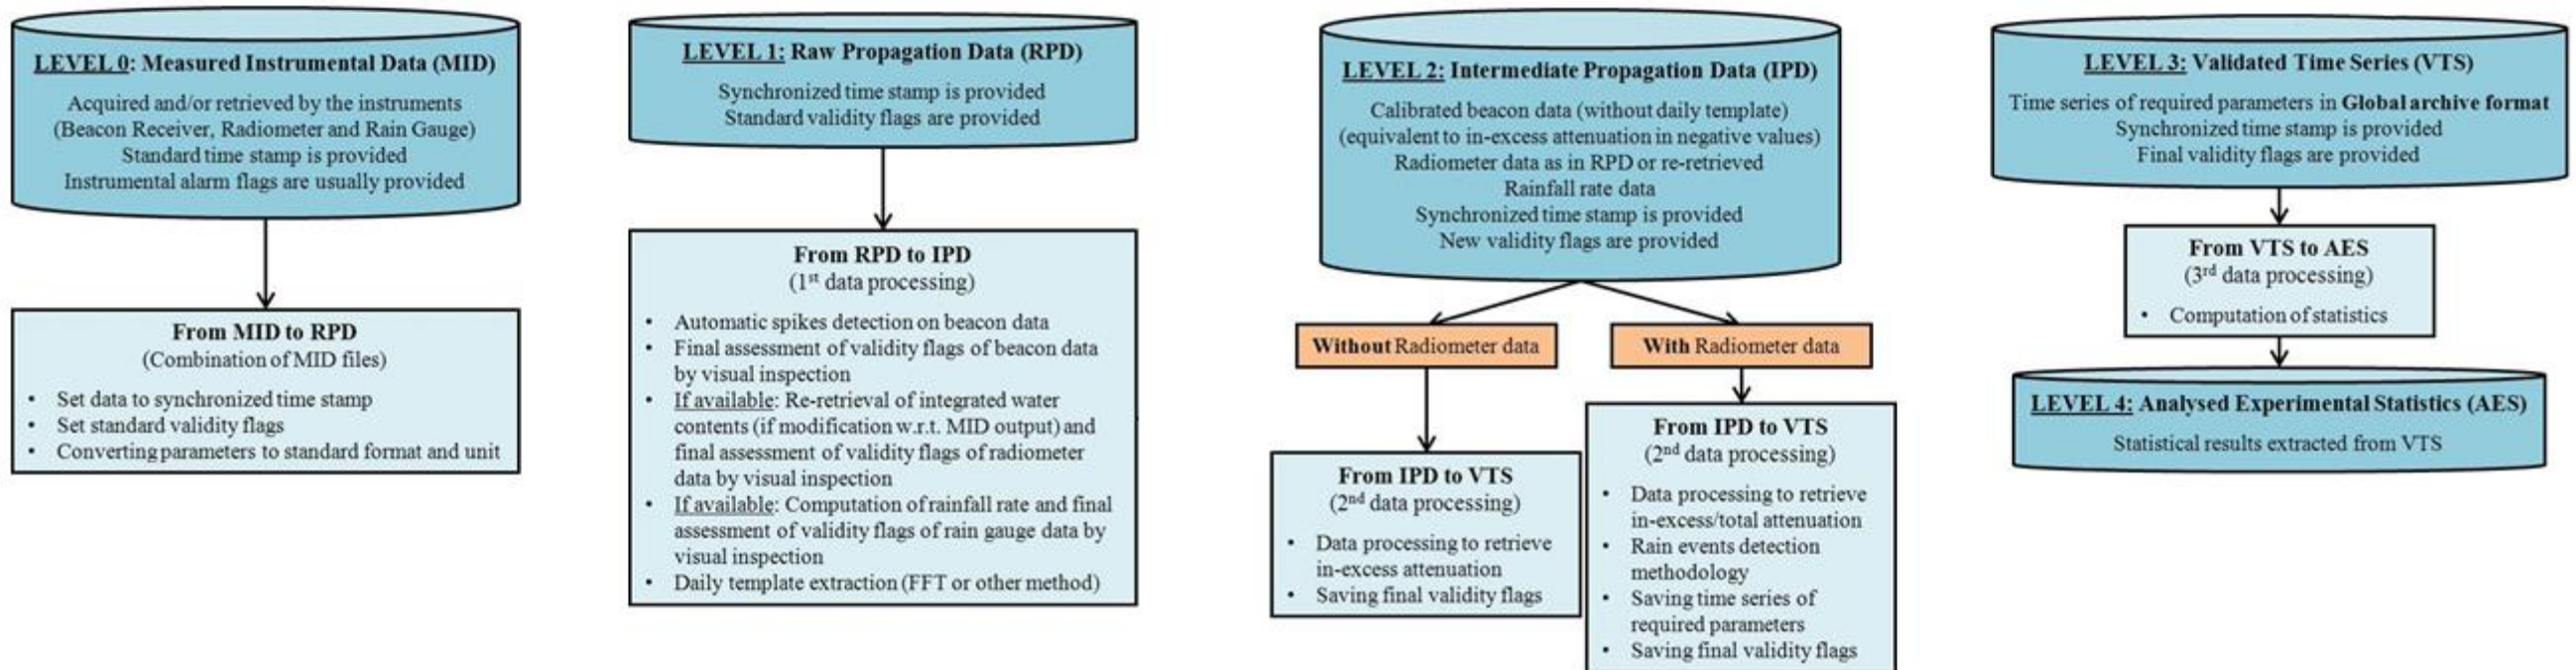 LEVEL 0: Measured Instrumental Data (MID)
Acquired and/or retrieved by the instruments
(Beacon Receiver, Radiometer and Rain Gauge)
Standard time stamp is provided
Instrumental alarm flags are usually provided
From MID to RPD
(Combination of MID files)
• Set data to synchronized time stamp
• Set standard validity flags
• Converting parameters to standard format and unit
LEVEL 1: Raw Propagation Data (RPD)
Synchronized time stamp is provided
Standard validity flags are provided
From RPD to IPD
(1st data processing)
• Automatic spikes detection on beacon data
• Final assessment of validity flags of beacon data
by visual inspection
• If available: Re-retrieval of integrated water
contents (if modification w.r.t. MID output) and
final assessment of validity flags of radiometer
data by visual inspection
• If available: Computation of rainfall rate and final
assessment of validity flags of rain gauge data by
visual inspection
• Daily template extraction (FFT or other method)
LEVEL 2: Intermediate Propagation Data (IPD)
Calibrated beacon data (without daily template)
(equivalent to in-excess attenuation in negative values)
Radiometer data as in RPD or re-retrieved
Rainfall rate data
Synchronized time stamp is provided
New validity flags are provided
Without Radiometer data
From IPD to VTS
(2nd data processing)
• Data processing to retrieve
in-excess attenuation
• Saving final validity flags
With Radiometer data
From IPD to VTS
(2nd data processing)
• Data processing to retrieve
in-excess/total attenuation
• Rain events detection
methodology
• Saving time series of
required parameters
• Saving final validity flags
LEVEL 3: Validated Time Series (VTS)
Time series of required parameters in Global archive format
Synchronized time stamp is provided
Final validity flags are provided
From VTS to AES
(3rd data processing)
• Computation of statistics
LEVEL 4: Analysed Experimental Statistics (AES)
Statistical results extracted from VTS